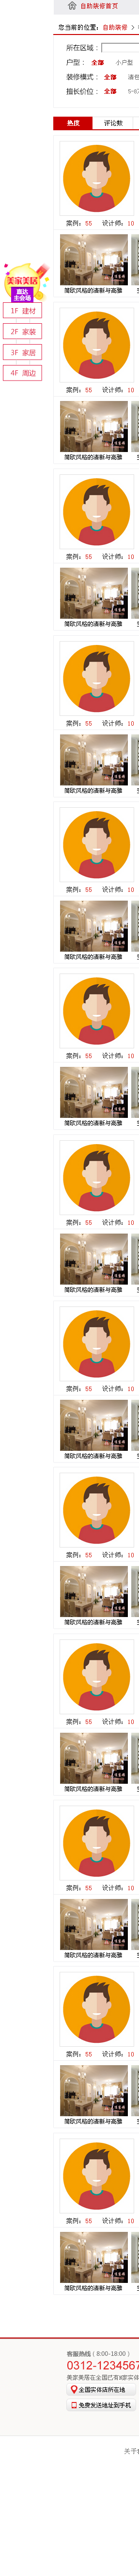 自助装修首页
您当前的位置：自助装修 >
所在区域：
户型： 全部 小户型
装修模式： 全部 清包
擅长价位： 全部 5-8
热度 评论数
案例：55 设计师：10
简欧风格的清新与高雅
美家美居
直达
主会场
1F 建材
2F 家装
3F 家居
4F 周边
案例：55 设计师：10
简欧风格的清新与高雅
案例：55 设计师：10
简欧风格的清新与高雅
案例：55 设计师：10
简欧风格的清新与高雅
案例：55 设计师：10
简欧风格的清新与高雅
案例：55 设计师：10
简欧风格的清新与高雅
案例：55 设计师：10
简欧风格的清新与高雅
案例：55 设计师：10
简欧风格的清新与高雅
案例：55 设计师：10
简欧风格的清新与高雅
案例：55 设计师：10
简欧风格的清新与高雅
案例：55 设计师：10
简欧风格的清新与高雅
案例：55 设计师：10
简欧风格的清新与高雅
案例：55 设计师：10
简欧风格的清新与高雅
客服热线（8:00-18:00）
0312-1234567
美家美居在全国已有8家实体
全国实体店所在地
免费发送地址到手机
关于